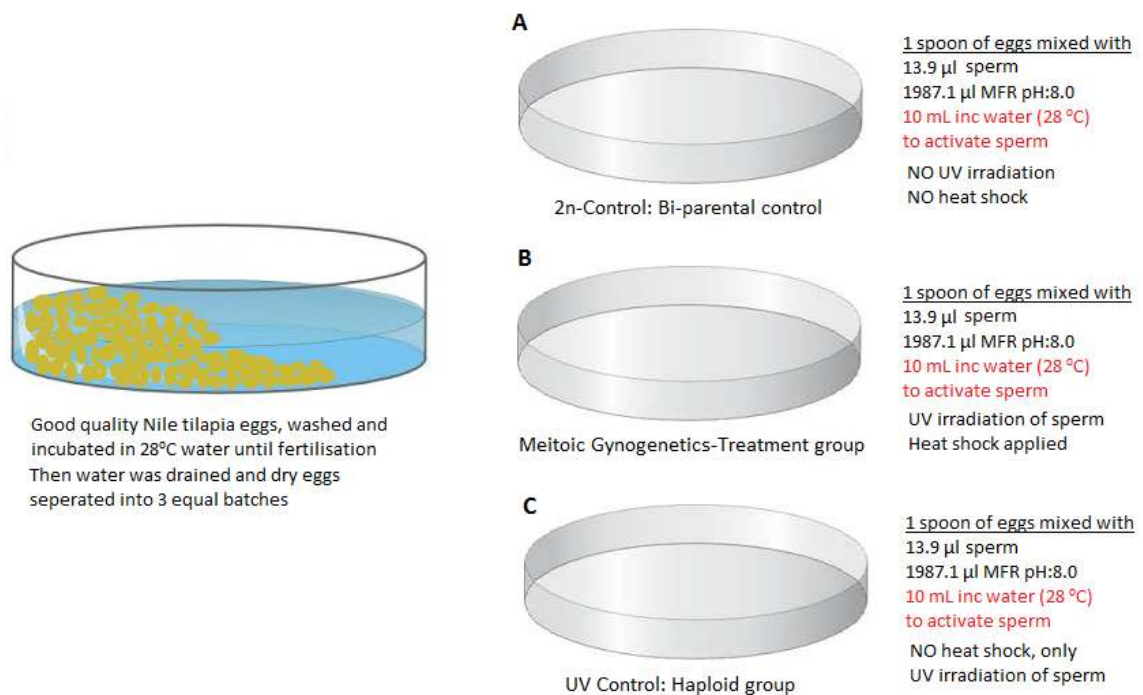 Good quality Nile tilapia eggs, washed and
incubated in 28°C water until fertilisation
Then water was drained and dry eggs
seperated into 3 equal batches
A
2n-Control: Bi-parental control
1 spoon of eggs mixed with
13.9 µl sperm
1987.1 µl MFR pH:8.0
10 mL inc water (28 °C)
to activate sperm
NO UV irradiation
NO heat shock
B
Meitoic Gynogenetics-Treatment group
1 spoon of eggs mixed with
13.9 µl sperm
1987.1 µl MFR pH:8.0
10 mL inc water (28 °C)
to activate sperm
UV irradiation of sperm
Heat shock applied
C
UV Control: Haploid group
1 spoon of eggs mixed with
13.9 µl sperm
1987.1 µl MFR pH:8.0
10 mL inc water (28 °C)
to activate sperm
NO heat shock, only
UV irradiation of sperm